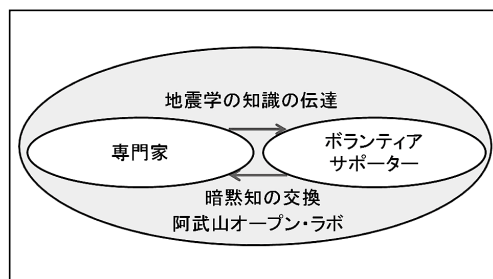 地震学の知識の伝達
専門家
ボランティア
サポーター
暗黙知の交換
阿武山オープン・ラボ